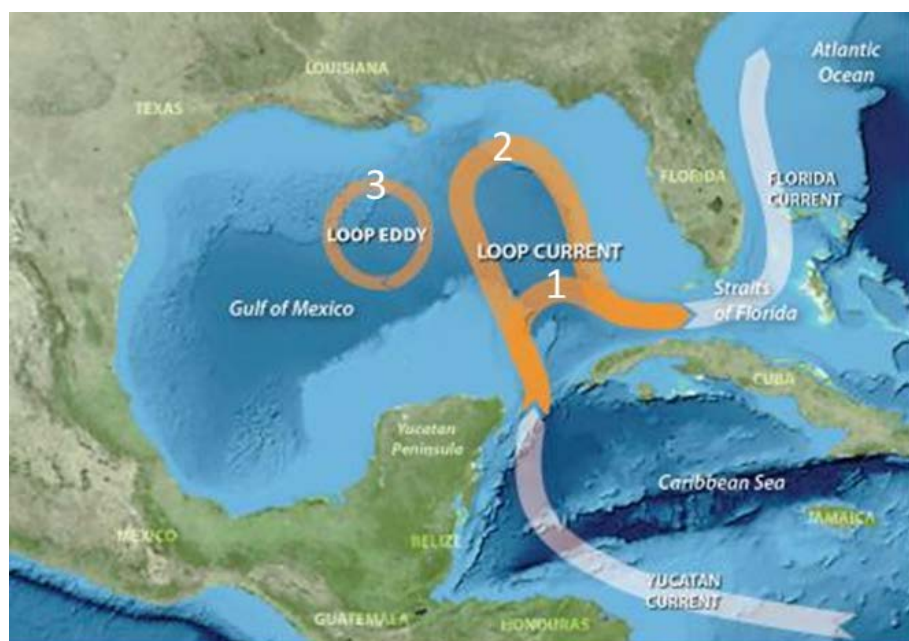 Atlantic
Ocean
LOUISIANA
TEXAS
2
3
FLORIDA
FLORIDA
CURRENT
LOOP EDDY
LOOP CURRENT
1
Gulf of Mexico
Straits
of Florida
CUBA
Yucatan
Peninsula
Caribbean Sea
JAMAICA
MEXICO
BELIZE
YUCATAN
CURRENT
GUATEMALA
HONDURAS